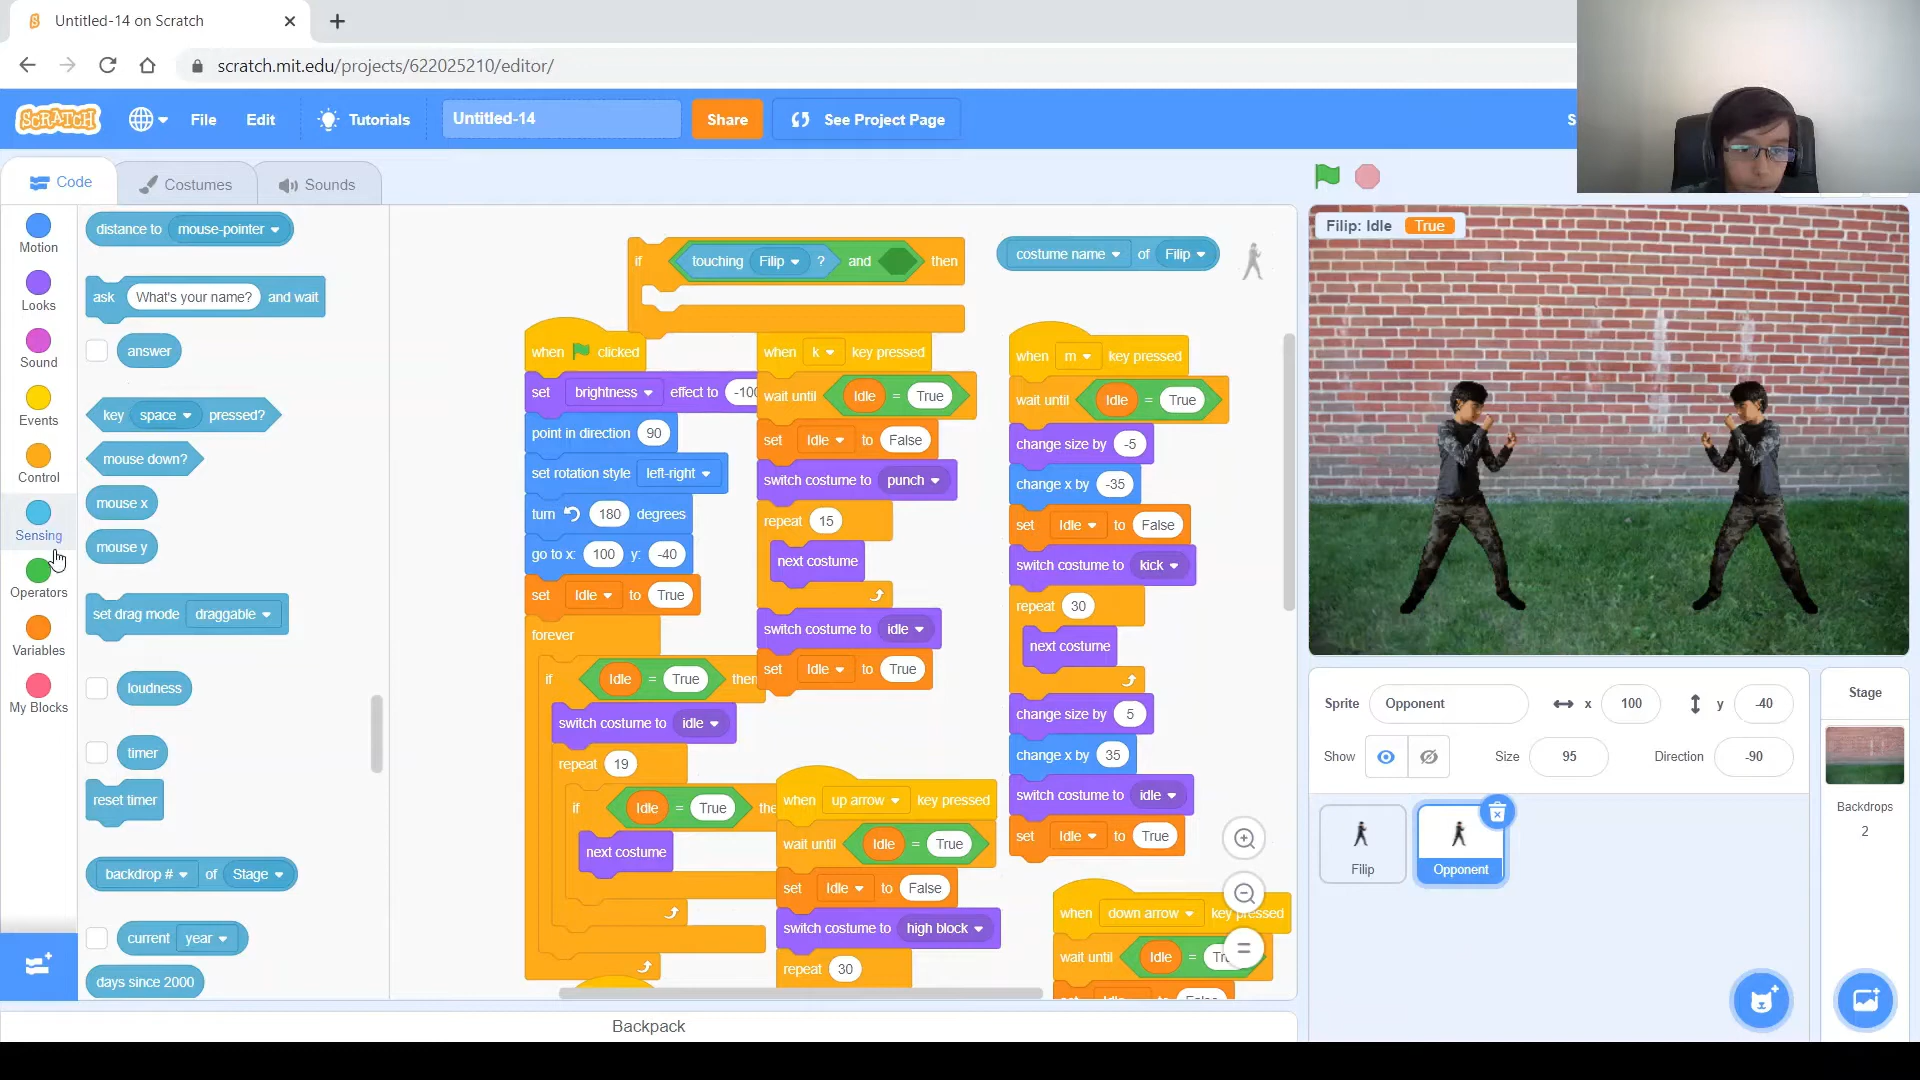 Untitled-14 on Scratch
scratch.mit.edu/projects/622025210/editor/
SCRATCH File Edit Tutorials Untitled-14 Share See Project Page S
Code Costumes Sounds
Motion
Looks
Sound
Events
Control
Sensing
Operators
Variables
My Blocks
distance to mouse-pointer
ask What's your name? and wait
answer
key space pressed?
mouse down?
mouse x
mouse y
set drag mode draggable
loudness
timer
reset timer
backdrop # of Stage
current year
days since 2000
if touching Filip ? and then
costume name of Filip
when clicked
set brightness effect to -100
point in direction 90
set rotation style left-right
turn 180 degrees
go to x: 100 y: -40
set Idle to True
forever
if Idle = True then
switch costume to idle
repeat 19
if Idle = True the
next costume
when k key pressed
wait until Idle = True
set Idle to False
switch costume to punch
repeat 15
next costume
switch costume to idle
set Idle to True
when up arrow key pressed
wait until Idle = True
set Idle to False
switch costume to high block
repeat 30
when m key pressed
wait until Idle = True
change size by -5
change x by -35
set Idle to False
switch costume to kick
repeat 30
next costume
change size by 5
change x by 35
switch costume to idle
set Idle to True
when down arrow key pressed
wait until Idle =
Backpack
Filip: Idle True
Sprite Opponent x 100 y -40
Show Size 95 Direction -90
Filip
Opponent
Stage
Backdrops
2